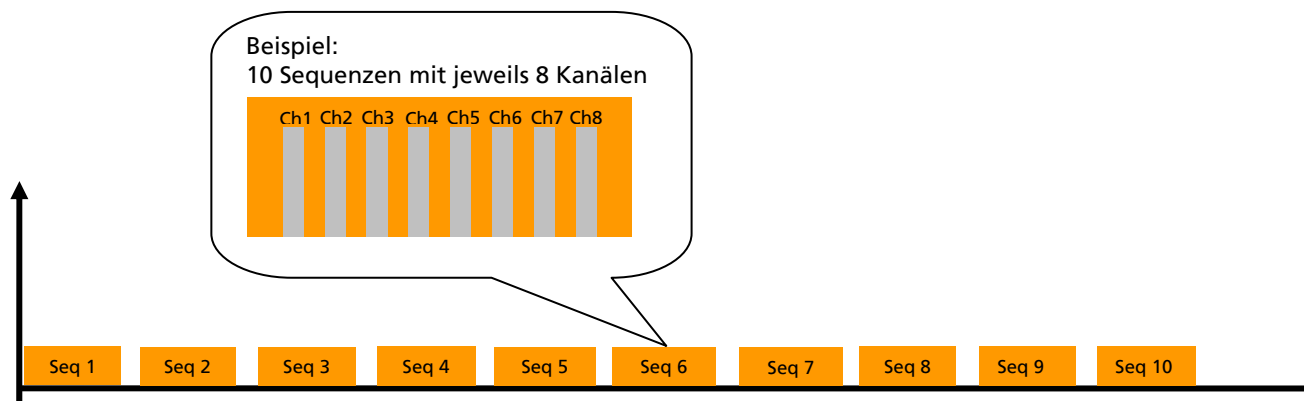 Beispiel:
10 Sequenzen mit jeweils 8 Kanälen
Ch1 Ch2 Ch3 Ch4 Ch5 Ch6 Ch7 Ch8
Seq 1 Seq 2 Seq 3 Seq 4 Seq 5 Seq 6 Seq 7 Seq 8 Seq 9 Seq 10